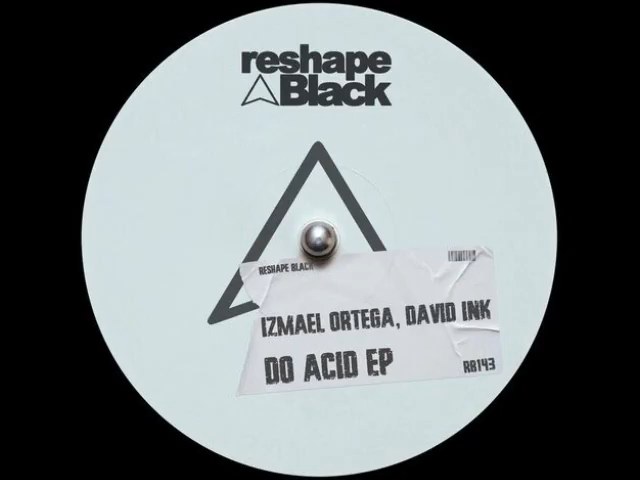 reshape
Black
RESHAPE BLACK
IZMAEL ORTEGA, DAVID INK
DO ACID EP
RB143